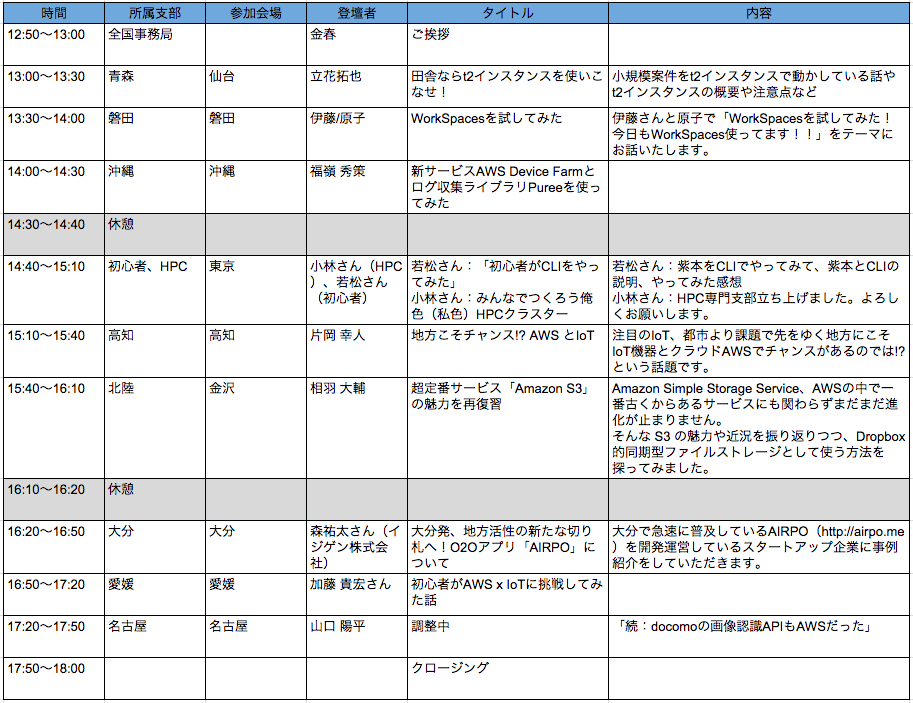 時間 所属支部 参加会場 登壇者 タイトル 内容
12:50〜13:00 全国事務局 金春 ご挨拶
13:00〜13:30 青森 仙台 立花拓也 田舎ならt2インスタンスを使いこ 小規模案件をt2インスタンスで動かしている話や
なせ！ t2インスタンスの概要や注意点など
13:30〜14:00 磐田 磐田 伊藤/原子 WorkSpacesを試してみた 伊藤さんと原子で「WorkSpacesを試してみた！
今日もWorkSpaces使ってます！！」をテーマに
お話いたします。
14:00〜14:30 沖縄 沖縄 福嶺 秀策 新サービスAWS Device Farmと
ログ収集ライブラリPureeを使っ
てみた
14:30〜14:40 休憩
14:40〜15:10 初心者、HPC 東京 小林さん（HPC 若松さん：「初心者がCLIをやっ 若松さん：紫本をCLIでやってみて、紫本とCLIの
）、若松さん てみた」 説明、やってみた感想
（初心者） 小林さん：みんなでつくろう俺 小林さん：HPC専門支部立ち上げました。よろし
色（私色）HPCクラスター くお願いします。
15:10〜15:40 高知 高知 片岡 幸人 地方こそチャンス!? AWS とIoT 注目のIoT、都市より課題で先をゆく地方にこそ
IoT機器とクラウドAWSでチャンスがあるのでは!?
という話題です。
15:40〜16:10 北陸 金沢 相羽 大輔 超定番サービス「Amazon S3」 Amazon Simple Storage Service、AWSの中で一
の魅力を再復習 番古くからあるサービスにも関わらずまだまだ進
化が止まりません。
そんな S3 の魅力や近況を振り返りつつ、Dropbox
的同期型ファイルストレージとして使う方法を
探ってみました。
16:10〜16:20 休憩
16:20〜16:50 大分 大分 森祐太さん（イ 大分発、地方活性の新たな切り 大分で急速に普及しているAIRPO（http://airpo.me
ジゲン株式会 札へ！O2Oアプリ「AIRPO」に ）を開発運営しているスタートアップ企業に事例
社） ついて 紹介をしていただきます。
16:50〜17:20 愛媛 愛媛 加藤 貴宏さん 初心者がAWS x IoTに挑戦してみ
た話
17:20〜17:50 名古屋 名古屋 山口 陽平 調整中 「続：docomoの画像認識APIもAWSだった」
17:50〜18:00 クロージング